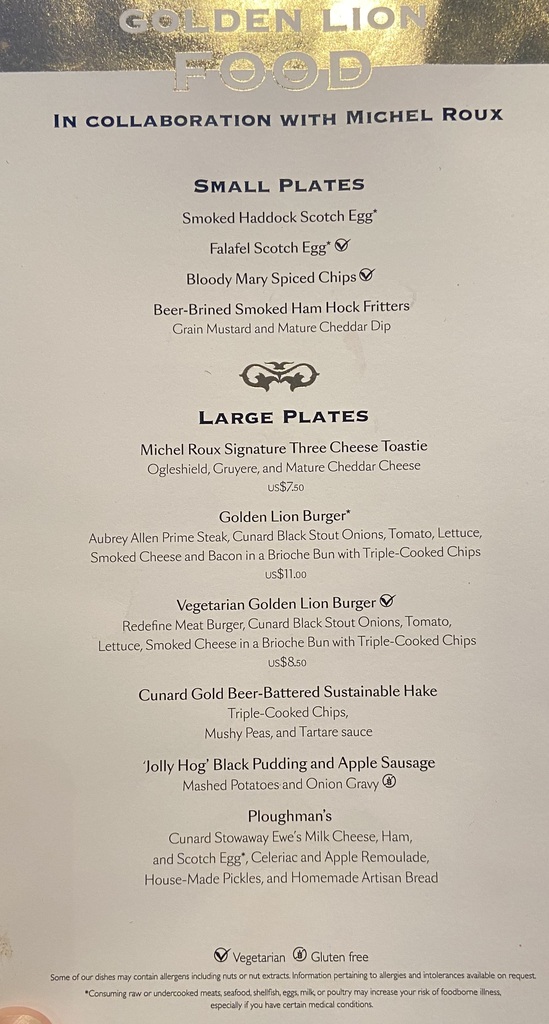 GOLDEN LION
FOOD
IN COLLABORATION WITH MICHEL ROUX
SMALL PLATES
Smoked Haddock Scotch Egg*
Falafel Scotch Egg*
Bloody Mary Spiced Chips
Beer-Brined Smoked Ham Hock Fritters
Grain Mustard and Mature Cheddar Dip
LARGE PLATES
Michel Roux Signature Three Cheese Toastie
Ogleshield, Gruyere, and Mature Cheddar Cheese
US$7.50
Golden Lion Burger*
Aubrey Allen Prime Steak, Cunard Black Stout Onions, Tomato, Lettuce,
Smoked Cheese and Bacon in a Brioche Bun with Triple-Cooked Chips
US$11.00
Vegetarian Golden Lion Burger
Redefine Meat Burger, Cunard Black Stout Onions, Tomato,
Lettuce, Smoked Cheese in a Brioche Bun with Triple-Cooked Chips
US$8.50
Cunard Gold Beer-Battered Sustainable Hake
Triple-Cooked Chips,
Mushy Peas, and Tartare sauce
'Jolly Hog' Black Pudding and Apple Sausage
Mashed Potatoes and Onion Gravy
Ploughman's
Cunard Stowaway Ewe's Milk Cheese, Ham,
and Scotch Egg*, Celeriac and Apple Remoulade,
House-Made Pickles, and Homemade Artisan Bread
Vegetarian Gluten free
Some of our dishes may contain allergens including nuts or nut extracts. Information pertaining to allergies and intolerances available on request.
*Consuming raw or undercooked meats, seafood, shellfish, eggs, milk, or poultry may increase your risk of foodborne illness,
especially if you have certain medical conditions.